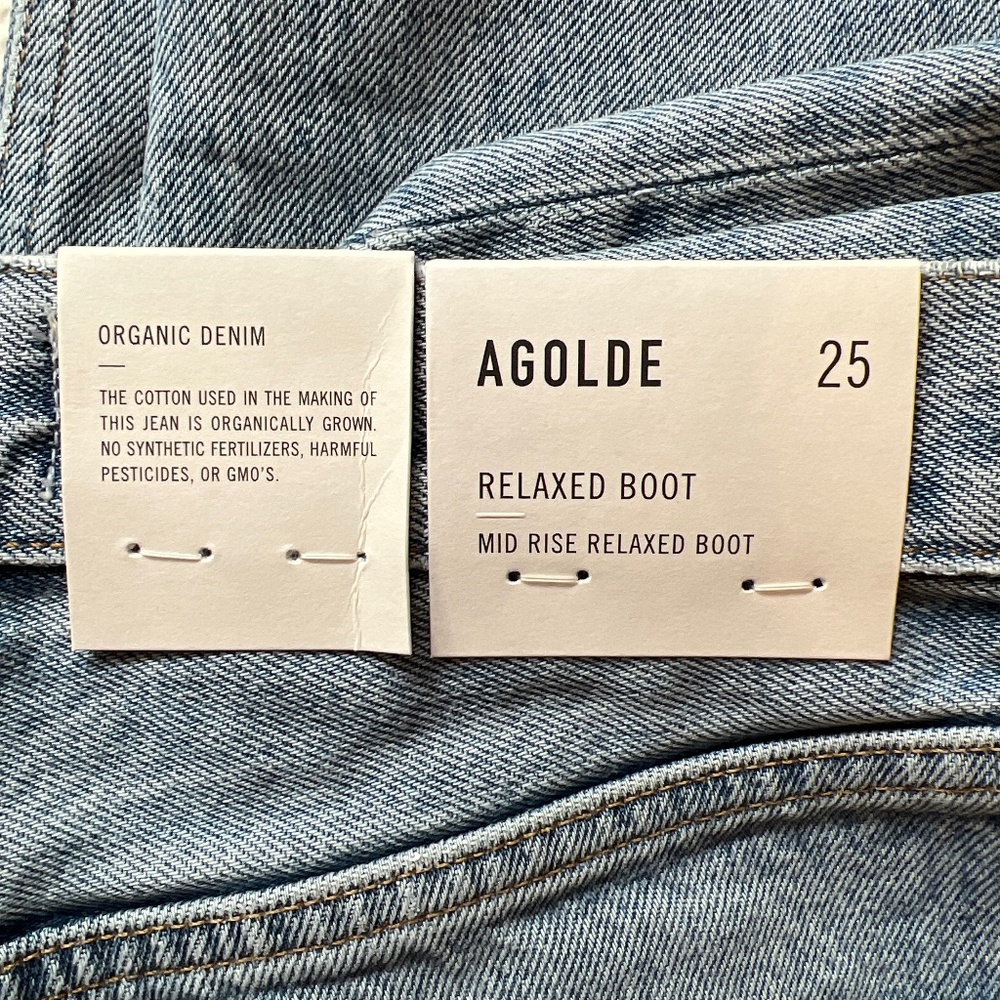 ORGANIC DENIM
THE COTTON USED IN THE MAKING OF
THIS JEAN IS ORGANICALLY GROWN.
NO SYNTHETIC FERTILIZERS, HARMFUL
PESTICIDES, OR GMO'S.
AGOLDE 25
RELAXED BOOT
MID RISE RELAXED BOOT